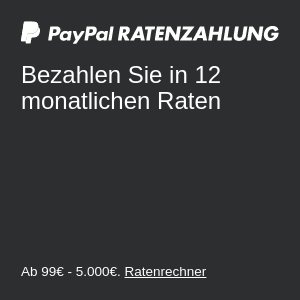 PayPal RATENZAHLUNG
Bezahlen Sie in 12
monatlichen Raten
Ab 99€ - 5.000€. Ratenrechner